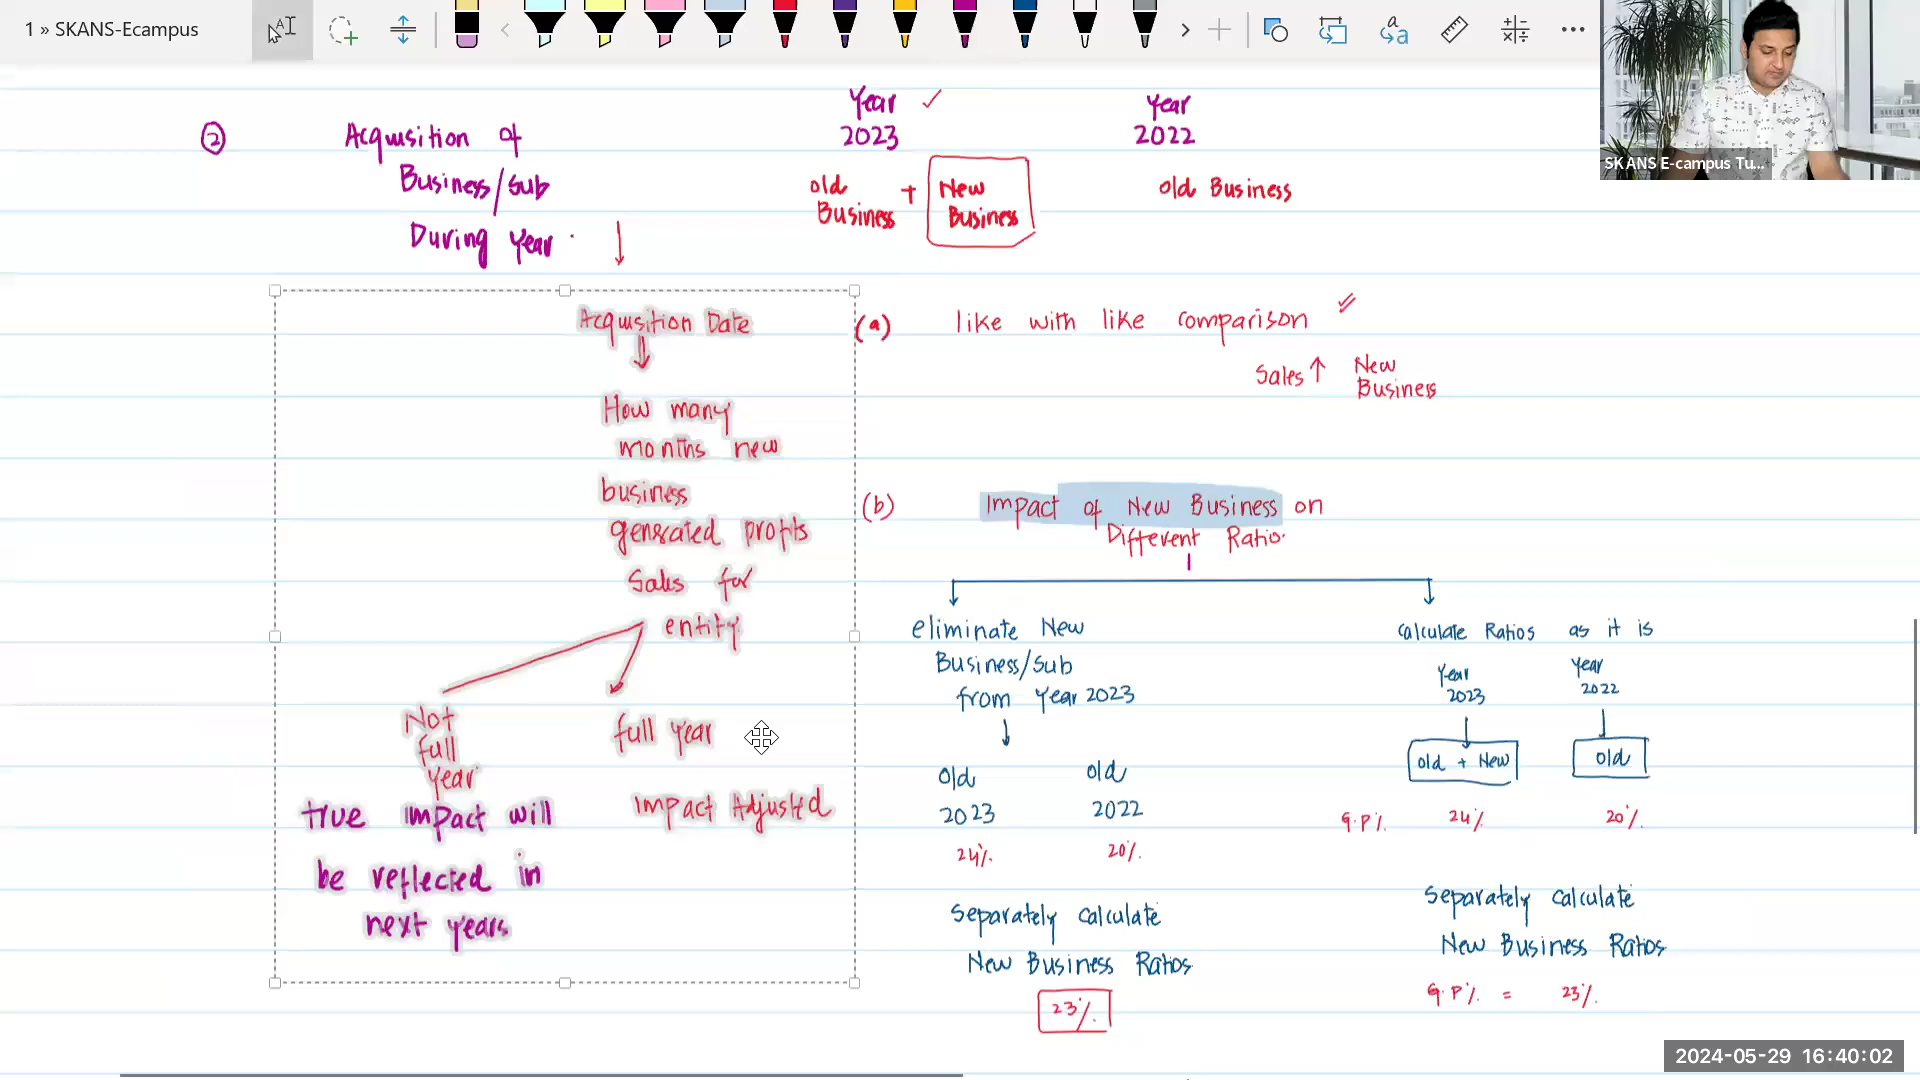 1 » SKANS-Ecampus
SKANS E-campus Tu...
② Acqusition of
Business/sub
During year
Year
2023
Year
2022
old
Business + New
Business
old Business
Acqusition Date
How many
months new
business
generated profits
Sales for
entity
Not
full
year
full year
true impact will
be reflected in
next years
Impact Adjusted
(a) like with like comparison
Sales ↑ New
Business
(b) Impact of New Business on
Different Ratio.
eliminate New
Business/sub
from year 2023
old
2023
24%
old
2022
20%
Separately calculate
New Business Ratios
23%
Calculate Ratios as it is
Year
2023
Year
2022
old + New
old
G.P% 24% 20%
Separately calculate
New Business Ratios
G.P% = 23%
2024-05-29 16:40:02